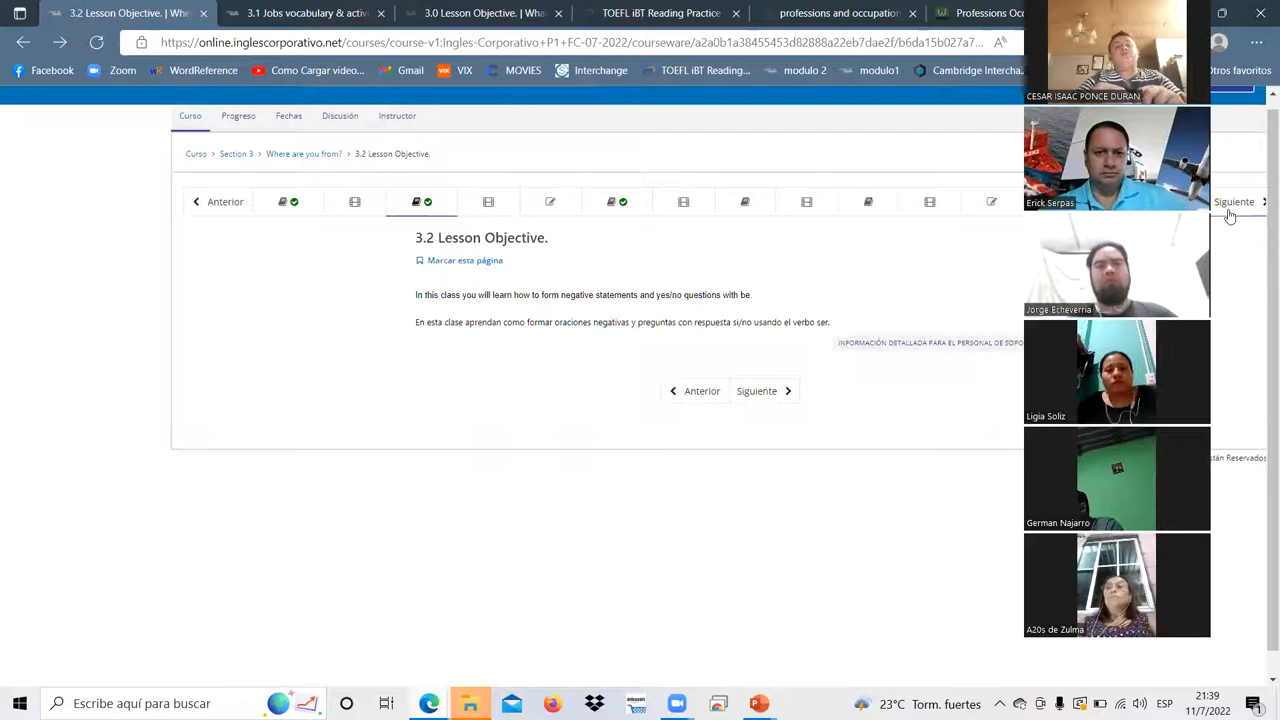 3.2 Lesson Objective. | Where
3.1 Jobs vocabulary & activ
3.0 Lesson Objective. | Wha
TOEFL iBT Reading Practice
professions and occupation
Professions Oc
https://online.inglescorporativo.net/courses/course-v1:Ingles-Corporativo+P1+FC-07-2022/courseware/a2a0b1a38455453d82888a22eb7dae2f/b6da15b027a7...
Facebook
Zoom
WordReference
Como Cargar video...
Gmail
VIX
MOVIES
Interchange
TOEFL iBT Reading...
modulo 2
modulo1
Cambridge Intercha
Otros favoritos
Curso
Progreso
Fechas
Discusión
Instructor
Curso > Section 3 > Where are you from? > 3.2 Lesson Objective.
Anterior
Siguiente
3.2 Lesson Objective.
Marcar esta página
In this class you will learn how to form negative statements and yes/no questions with be.
En esta clase aprendan como formar oraciones negativas y preguntas con respuesta si/no usando el verbo ser.
INFORMACIÓN DETALLADA PARA EL PERSONAL DE SOPO
Anterior
Siguiente
stán Reservados
CESAR ISAAC PONCE DURAN
Erick Serpas
Jorge Echeverria
Ligia Soliz
German Najarro
A20s de Zulma
Escribe aquí para buscar
amazon
23°C Torm. fuertes
ESP
21:39
11/7/2022
1